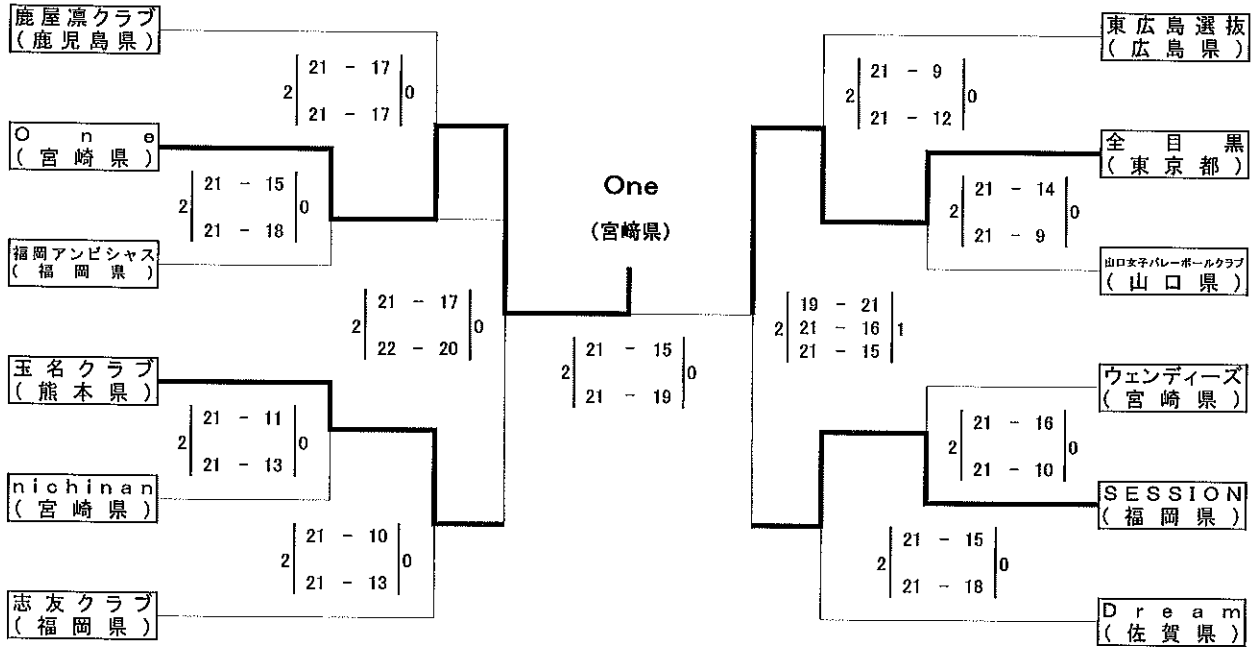 鹿屋凛クラブ
(鹿児島県)
2 21 - 17 0
21 - 17
One
(宮崎県)
2 21 - 15 0
21 - 18
福岡アンビシャス
(福岡県)
2 21 - 17 0
22 - 20
玉名クラブ
(熊本県)
2 21 - 11 0
21 - 13
nichinan
(宮崎県)
2 21 - 10 0
21 - 13
志友クラブ
(福岡県)
One
(宮崎県)
2 21 - 15 0
21 - 19
東広島選抜
(広島県)
2 21 - 9 0
21 - 12
全目黒
(東京都)
2 21 - 14 0
21 - 9
山口女子バレーボールクラブ
(山口県)
19 - 21
2 21 - 16 1
21 - 15
ウェンディーズ
(宮崎県)
2 21 - 16 0
21 - 10
SESSION
(福岡県)
2 21 - 15 0
21 - 18
Dream
(佐賀県)